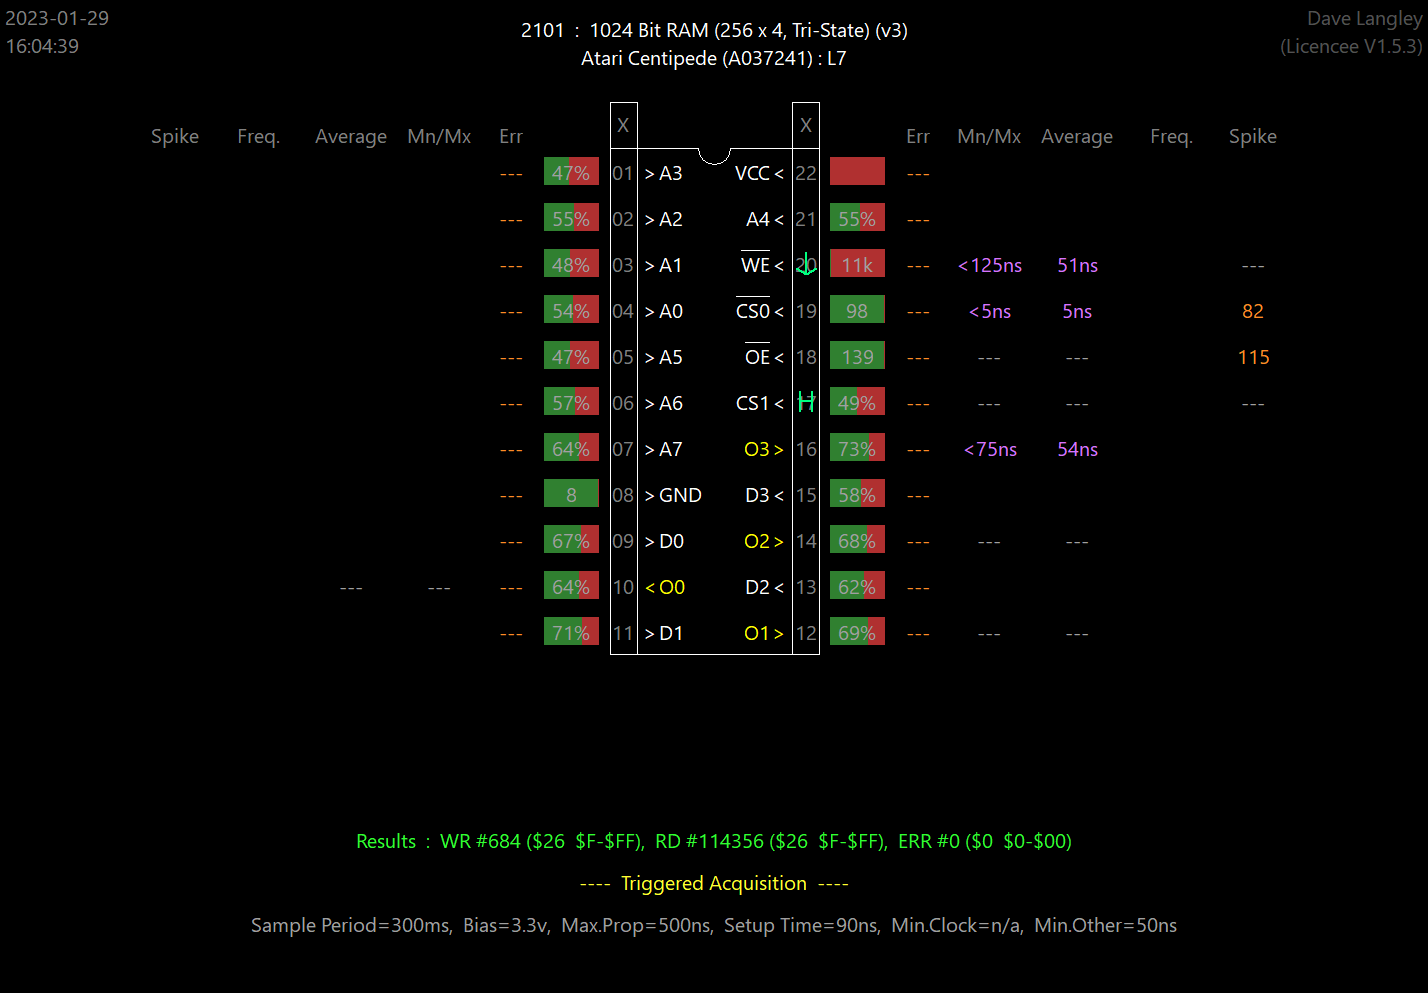 2023-01-29
16:04:39
2101 : 1024 Bit RAM (256 x 4, Tri-State) (v3)
Atari Centipede (A037241) : L7
Dave Langley
(Licencee V1.5.3)
Spike Freq. Average Mn/Mx Err X X Err Mn/Mx Average Freq. Spike
--- 47% 01 > A3 VCC < 22 ---
--- 55% 02 > A2 A4 < 21 55% ---
--- 48% 03 > A1 WE < 20 11k --- <125ns 51ns ---
--- 54% 04 > A0 CS0 < 19 98 --- <5ns 5ns 82
--- 47% 05 > A5 OE < 18 139 --- --- --- 115
--- 57% 06 > A6 CS1 < H 49% --- --- --- ---
--- 64% 07 > A7 O3 > 16 73% --- <75ns 54ns
--- 8 08 > GND D3 < 15 58% ---
--- 67% 09 > D0 O2 > 14 68% --- --- ---
--- --- --- 64% 10 < O0 D2 < 13 62% ---
--- 71% 11 > D1 O1 > 12 69% --- --- ---
Results : WR #684 ($26 $F-$FF), RD #114356 ($26 $F-$FF), ERR #0 ($0 $0-$00)
---- Triggered Acquisition ----
Sample Period=300ms, Bias=3.3v, Max.Prop=500ns, Setup Time=90ns, Min.Clock=n/a, Min.Other=50ns